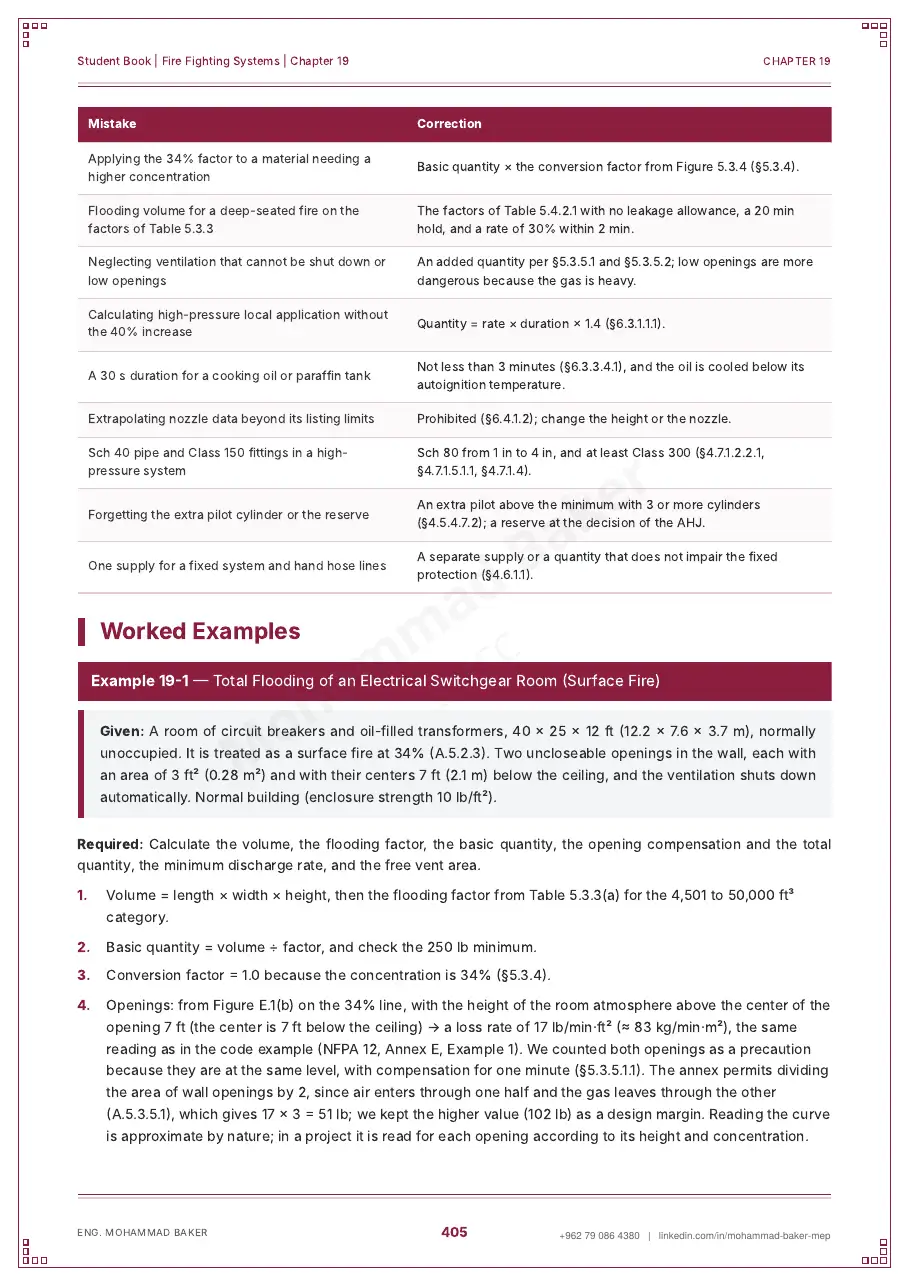 Student Book | Fire Fighting Systems | Chapter 19
CHAPTER 19
Mistake
Correction
Applying the 34% factor to a material needing a
higher concentration
Basic quantity × the conversion factor from Figure 5.3.4 (§5.3.4).
Flooding volume for a deep-seated fire on the
factors of Table 5.3.3
The factors of Table 5.4.2.1 with no leakage allowance, a 20 min
hold, and a rate of 30% within 2 min.
Neglecting ventilation that cannot be shut down or
low openings
An added quantity per §5.3.5.1 and §5.3.5.2; low openings are more
dangerous because the gas is heavy.
Calculating high-pressure local application without
the 40% increase
Quantity = rate × duration × 1.4 (§6.3.1.1.1).
A 30 s duration for a cooking oil or paraffin tank
Not less than 3 minutes (§6.3.3.4.1), and the oil is cooled below its
autoignition temperature.
Extrapolating nozzle data beyond its listing limits
Prohibited (§6.4.1.2); change the height or the nozzle.
Sch 40 pipe and Class 150 fittings in a high-
pressure system
Sch 80 from 1 in to 4 in, and at least Class 300 (§4.7.1.2.2.1,
§4.7.1.5.1.1, §4.7.1.4).
Forgetting the extra pilot cylinder or the reserve
An extra pilot above the minimum with 3 or more cylinders
(§4.5.4.7.2); a reserve at the decision of the AHJ.
One supply for a fixed system and hand hose lines
A separate supply or a quantity that does not impair the fixed
protection (§4.6.1.1).
Worked Examples
Example 19-1 — Total Flooding of an Electrical Switchgear Room (Surface Fire)
Given: A room of circuit breakers and oil-filled transformers, 40 × 25 × 12 ft (12.2 × 7.6 × 3.7 m), normally
unoccupied. It is treated as a surface fire at 34% (A.5.2.3). Two uncloseable openings in the wall, each with
an area of 3 ft² (0.28 m²) and with their centers 7 ft (2.1 m) below the ceiling, and the ventilation shuts down
automatically. Normal building (enclosure strength 10 lb/ft²).
Required: Calculate the volume, the flooding factor, the basic quantity, the opening compensation and the total
quantity, the minimum discharge rate, and the free vent area.
1. Volume = length × width × height, then the flooding factor from Table 5.3.3(a) for the 4,501 to 50,000 ft³
category.
2. Basic quantity = volume ÷ factor, and check the 250 lb minimum.
3. Conversion factor = 1.0 because the concentration is 34% (§5.3.4).
4. Openings: from Figure E.1(b) on the 34% line, with the height of the room atmosphere above the center of the
opening 7 ft (the center is 7 ft below the ceiling) → a loss rate of 17 lb/min·ft² (≈ 83 kg/min·m²), the same
reading as in the code example (NFPA 12, Annex E, Example 1). We counted both openings as a precaution
because they are at the same level, with compensation for one minute (§5.3.5.1.1). The annex permits dividing
the area of wall openings by 2, since air enters through one half and the gas leaves through the other
(A.5.3.5.1), which gives 17 × 3 = 51 lb; we kept the higher value (102 lb) as a design margin. Reading the curve
is approximate by nature; in a project it is read for each opening according to its height and concentration.
ENG. MOHAMMAD BAKER
405
+962 79 086 4380 | linkedin.com/in/mohammad-baker-mep
Mohammad Baker